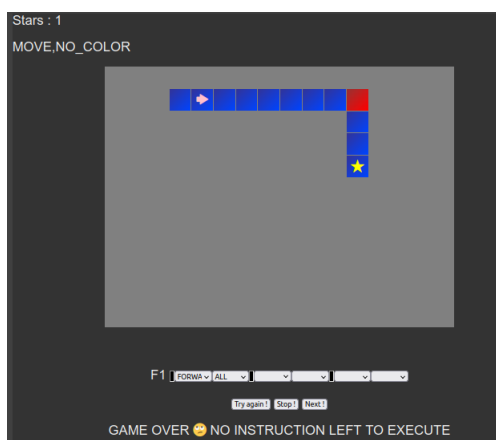 Stars : 1
MOVE,NO_COLOR
F1 FORWA ALL
Try again ! Stop ! Next !
GAME OVER 🙄 NO INSTRUCTION LEFT TO EXECUTE